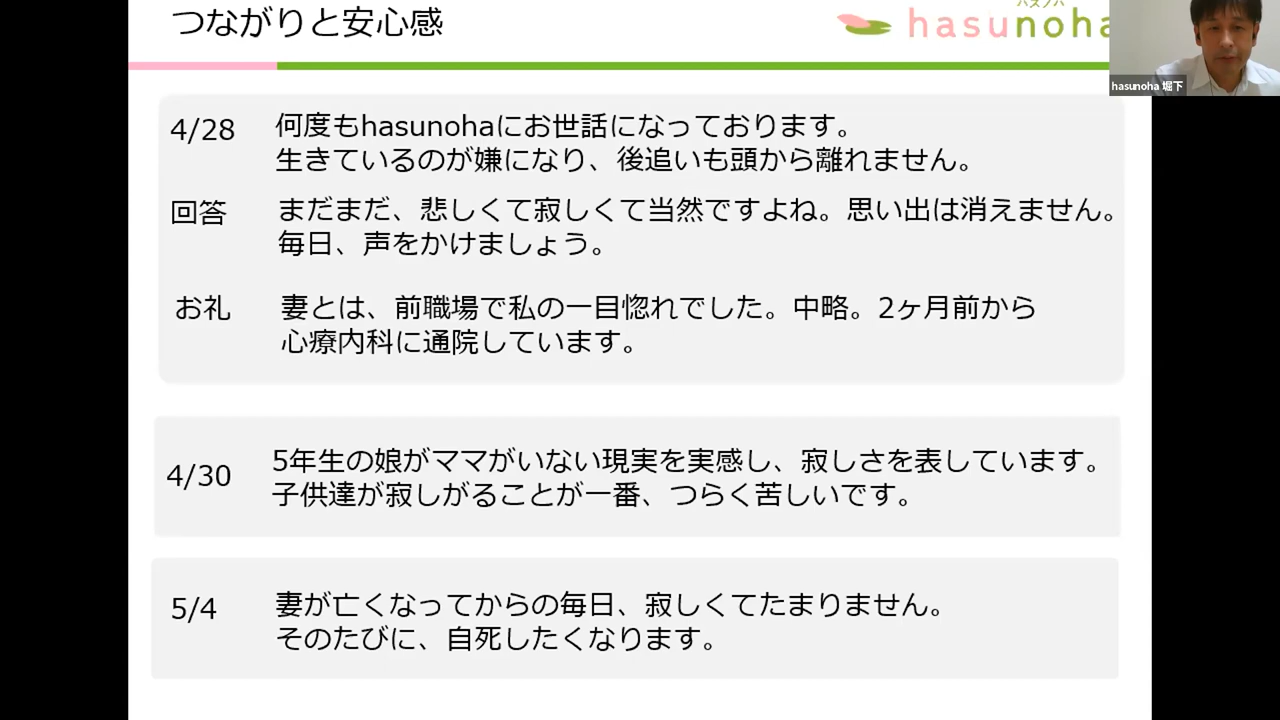 つながりと安心感
ハスノハ
hasunoha
hasunoha 堀下
4/28
何度もhasunohaにお世話になっております。
生きているのが嫌になり、後追いも頭から離れません。
回答
まだまだ、悲しくて寂しくて当然ですよね。思い出は消えません。
毎日、声をかけましょう。
お礼
妻とは、前職場で私の一目惚れでした。中略。2ヶ月前から
心療内科に通院しています。
4/30
5年生の娘がママがいない現実を実感し、寂しさを表しています。
子供達が寂しがることが一番、つらく苦しいです。
5/4
妻が亡くなってからの毎日、寂しくてたまりません。
そのたびに、自死したくなります。